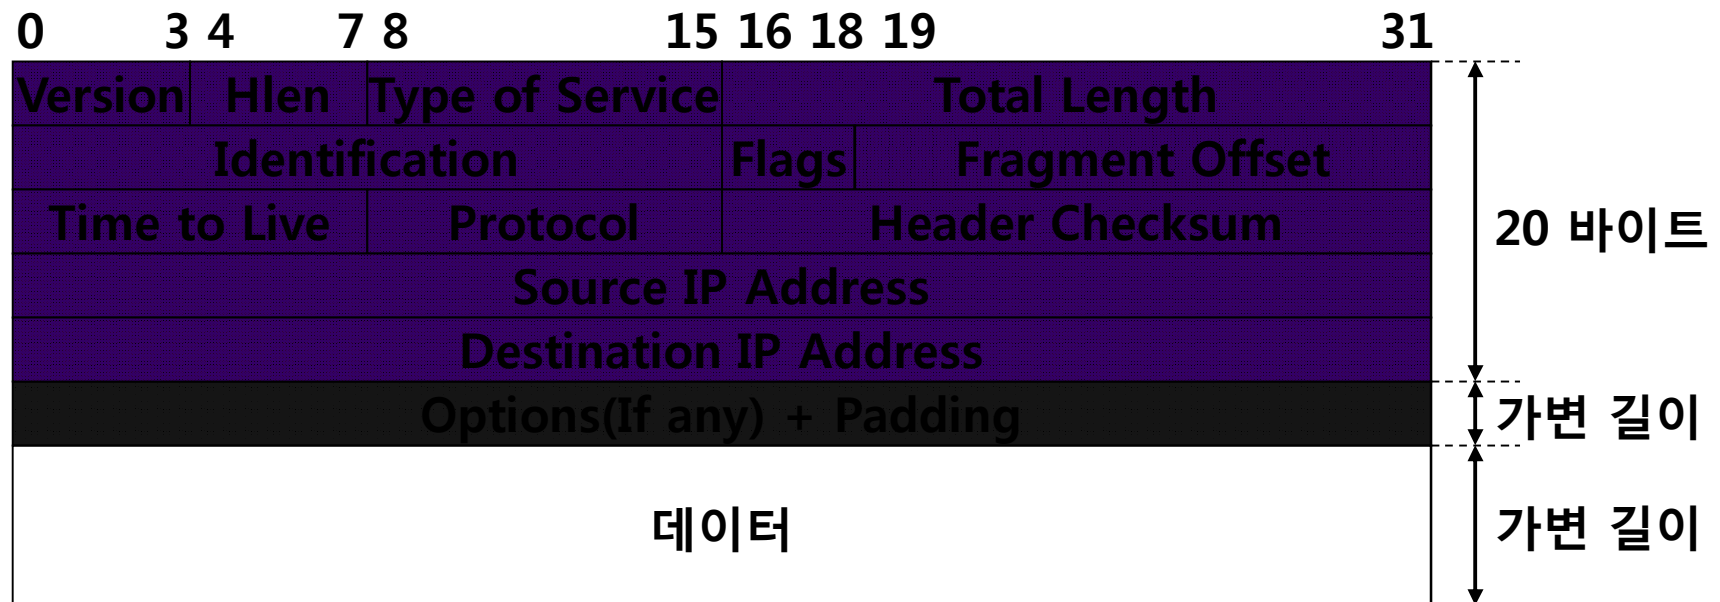 0 3 4 7 8 15 16 18 19 31
Version Hlen Type of Service Total Length
Identification Flags Fragment Offset
Time to Live Protocol Header Checksum
20 바이트
Source IP Address
Destination IP Address
Options(If any) + Padding 가변 길이
데이터 가변 길이